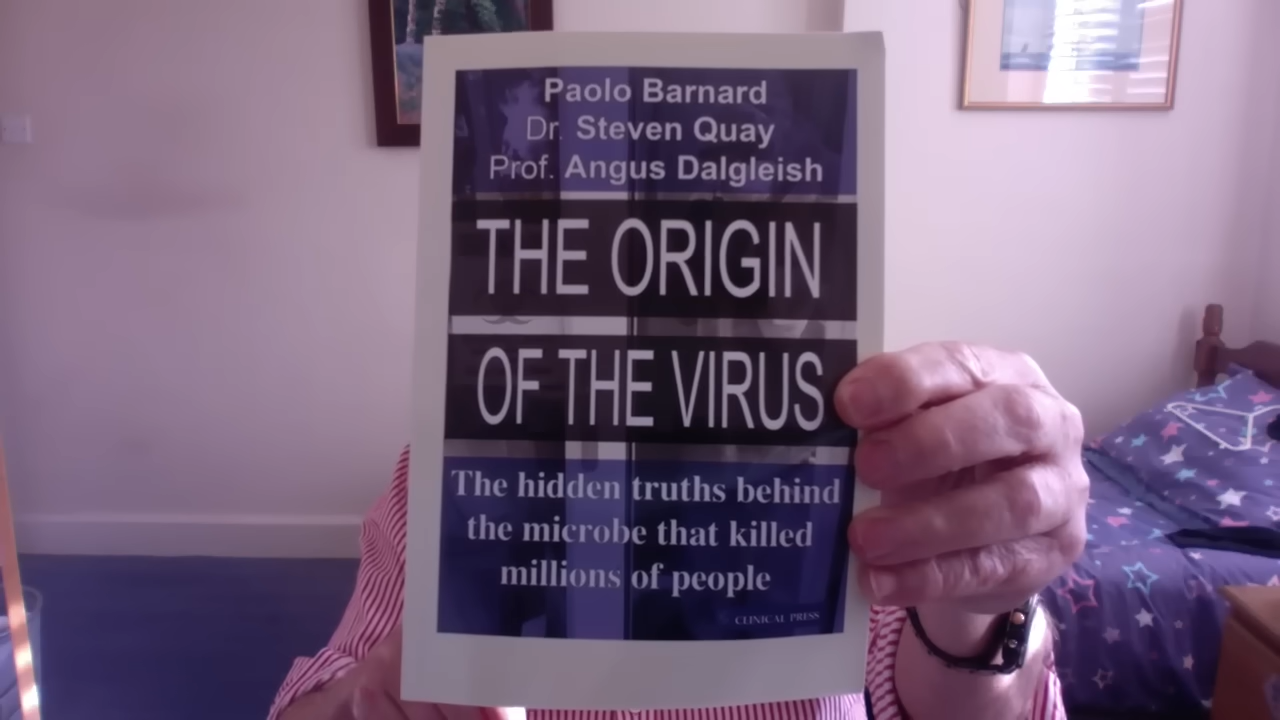 Paolo Barnard
Dr. Steven Quay
Prof. Angus Dalgleish
THE ORIGIN
OF THE VIRUS
The hidden truths behind
the microbe that killed
millions of people
CLINICAL PRESS